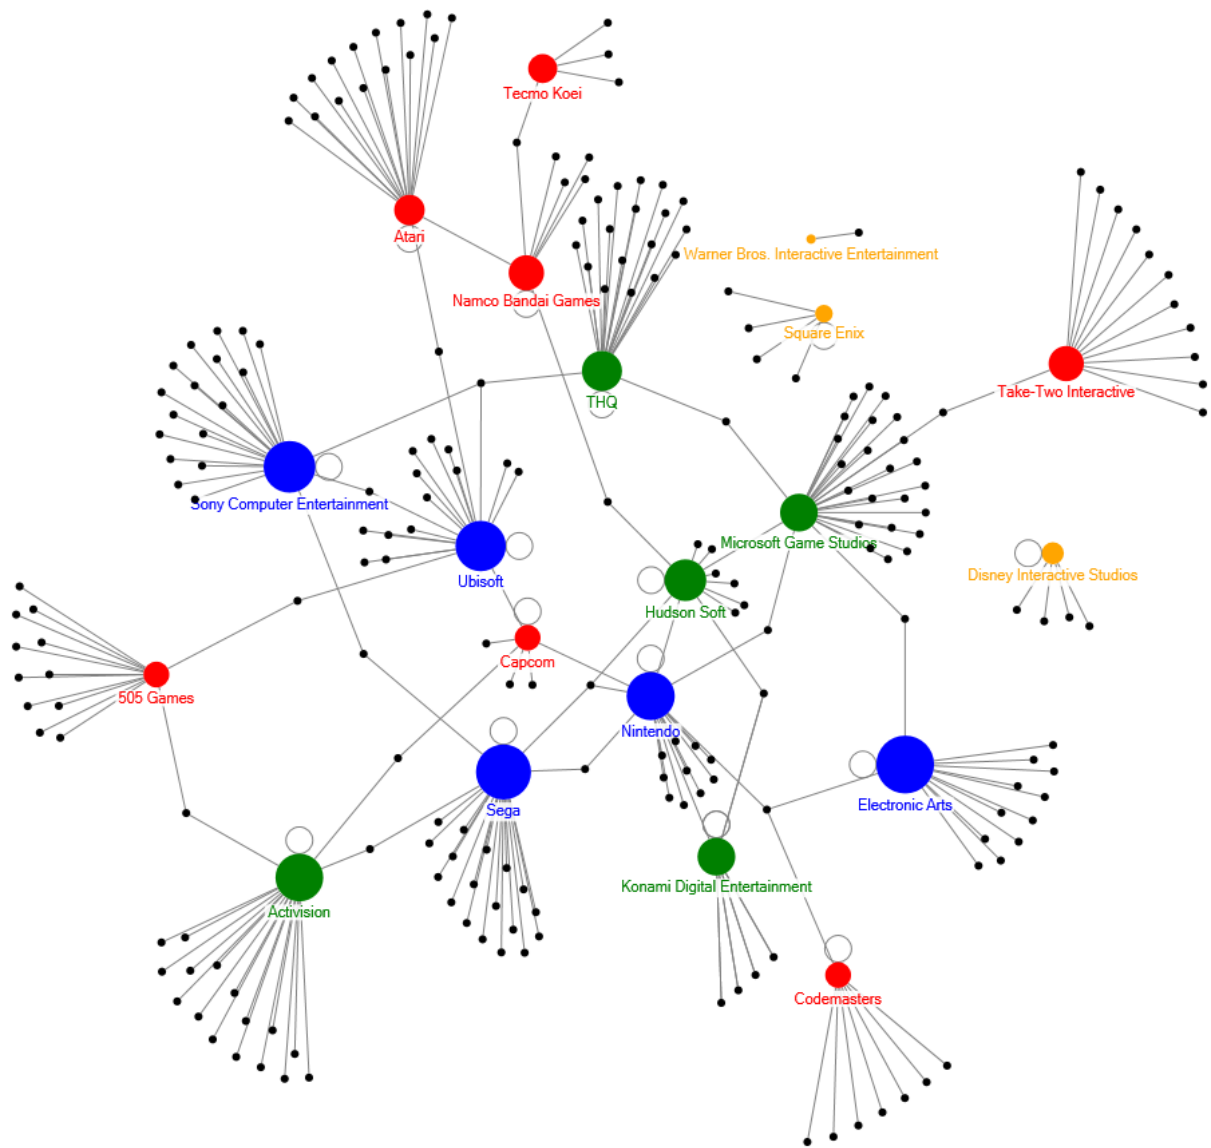 Tecmo Koei
Atari
Warner Bros. Interactive Entertainment
Namco Bandai Games
Square Enix
Take-Two Interactive
THQ
Sony Computer Entertainment
Microsoft Game Studios
Disney Interactive Studios
Ubisoft
Hudson Soft
Capcom
505 Games
Nintendo
Electronic Arts
Sega
Konami Digital Entertainment
Activision
Codemasters